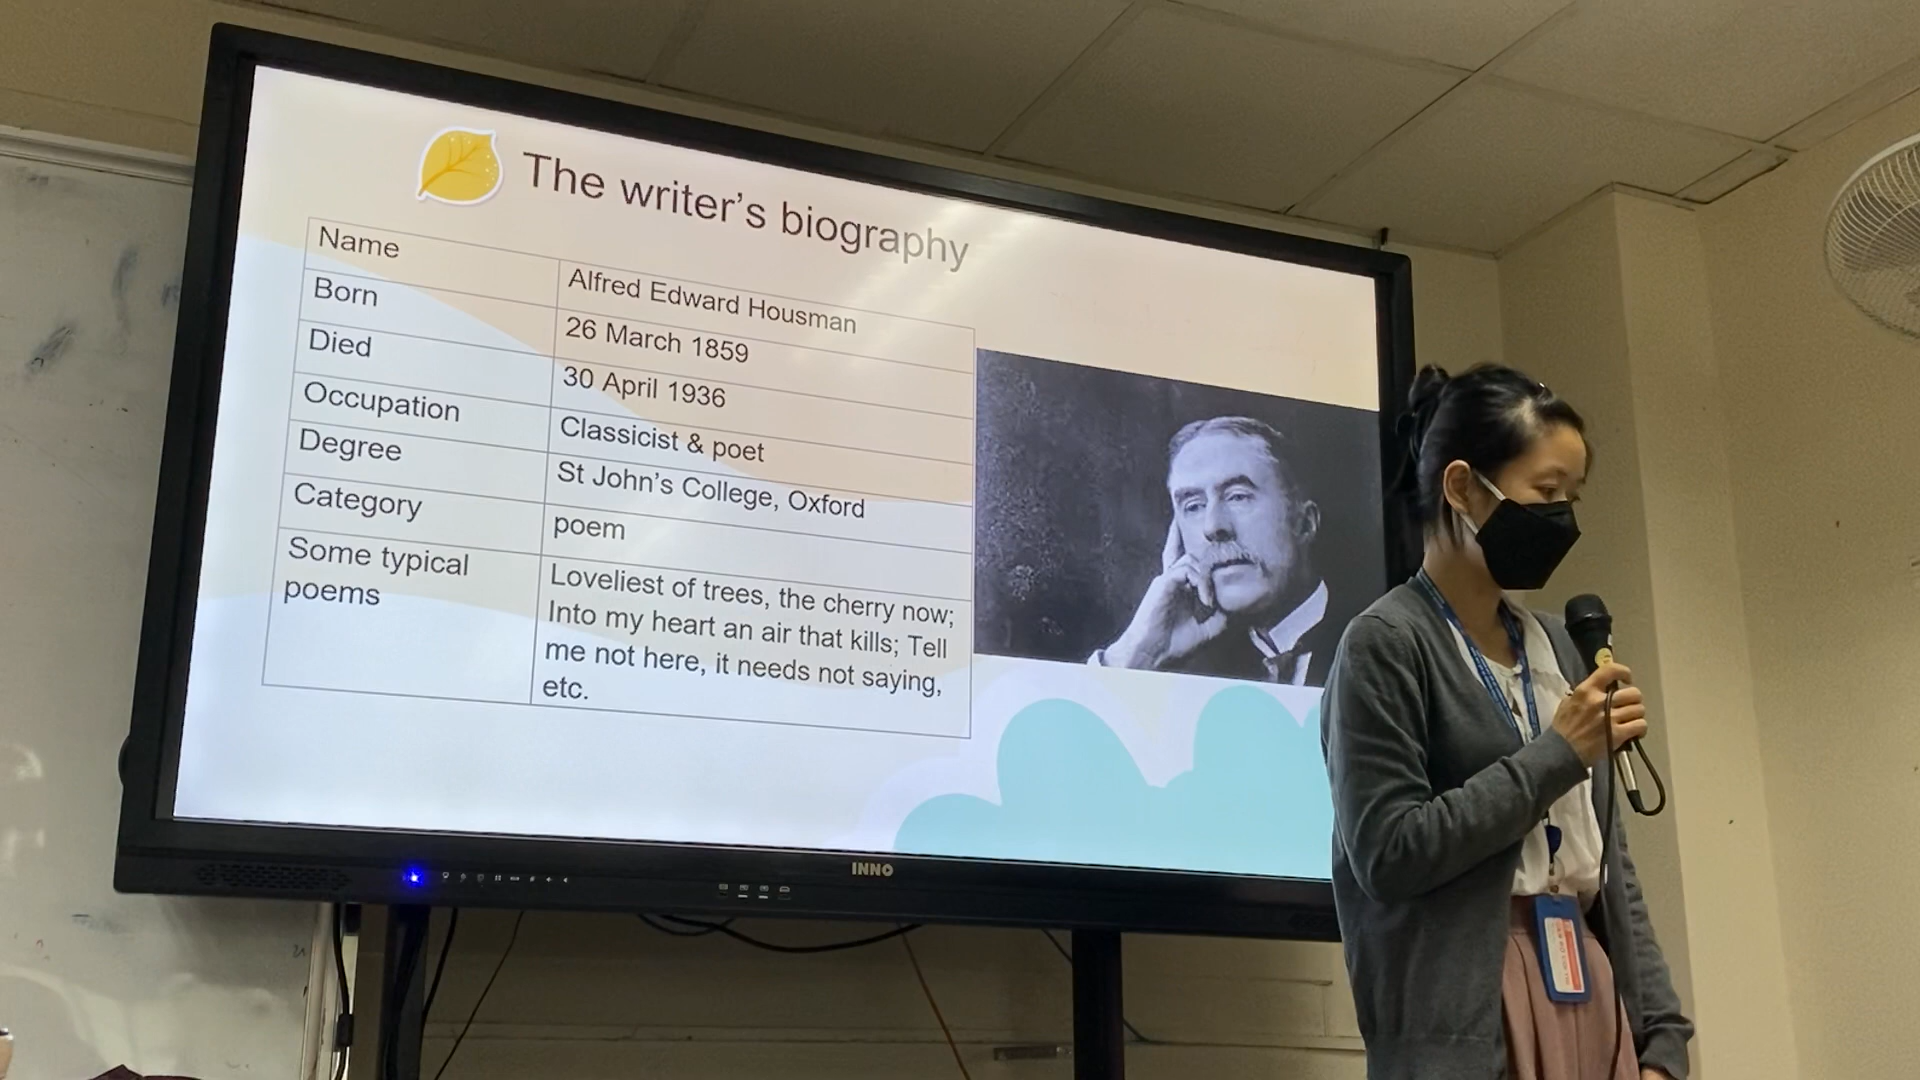 The writer's biography
Name
Alfred Edward Housman
Born
26 March 1859
Died
30 April 1936
Occupation
Classicist & poet
Degree
St John's College, Oxford
Category
poem
Some typical
poems
Loveliest of trees, the cherry now;
Into my heart an air that kills; Tell
me not here, it needs not saying,
etc.
INNO